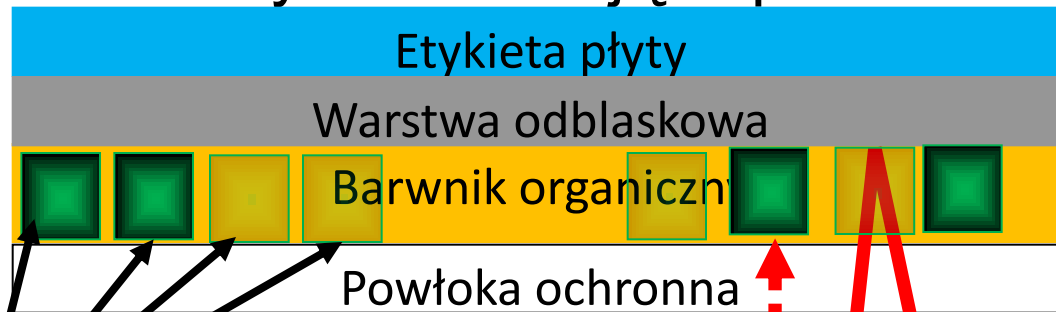 Etykieta płyty
Warstwa odblaskowa
Barwnik organiczny
Powłoka ochronna